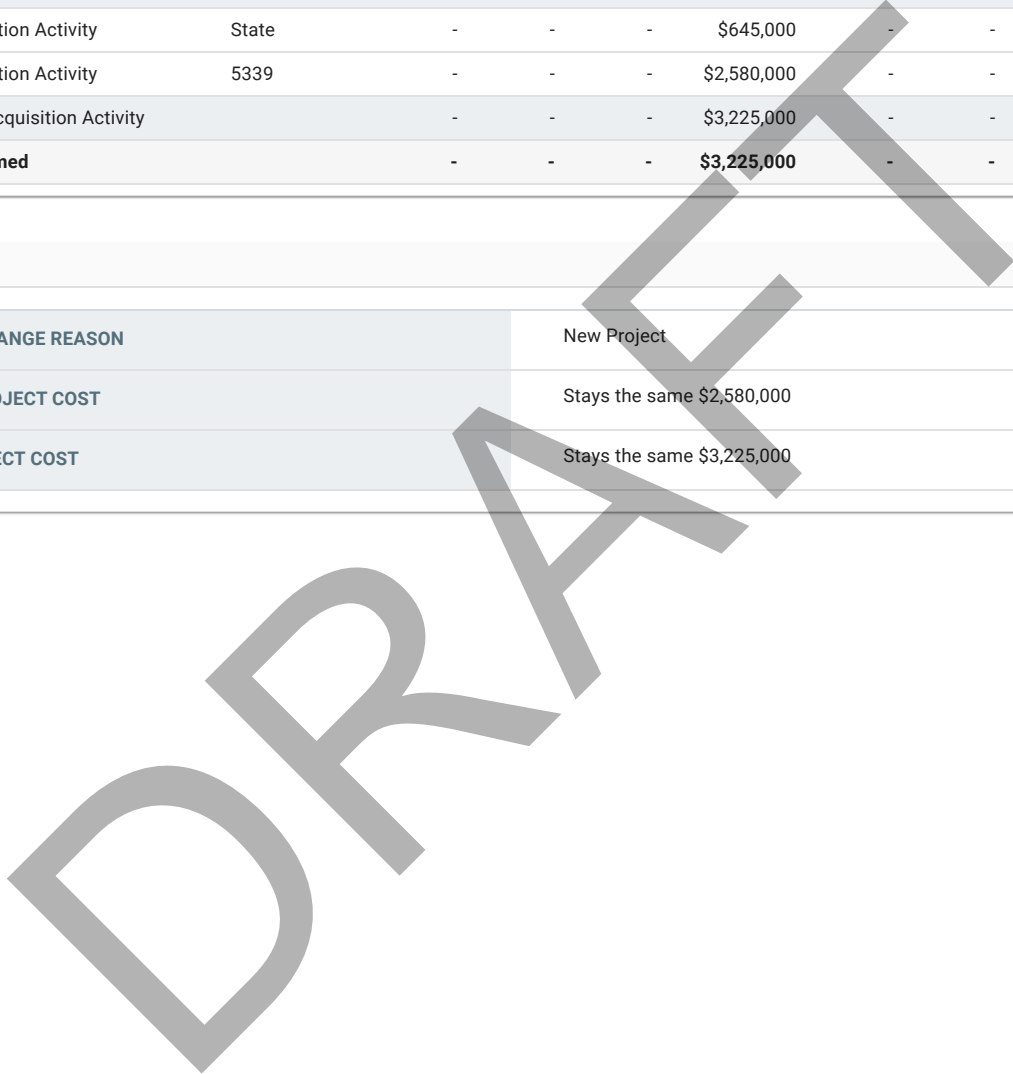 tion Activity State - - - $645,000 - -
tion Activity 5339 - - - $2,580,000 - -
cquisition Activity - - - $3,225,000 - -
med - - - $3,225,000 - -
ANGE REASON New Project
OJECT COST Stays the same $2,580,000
ECT COST Stays the same $3,225,000
DRAFT